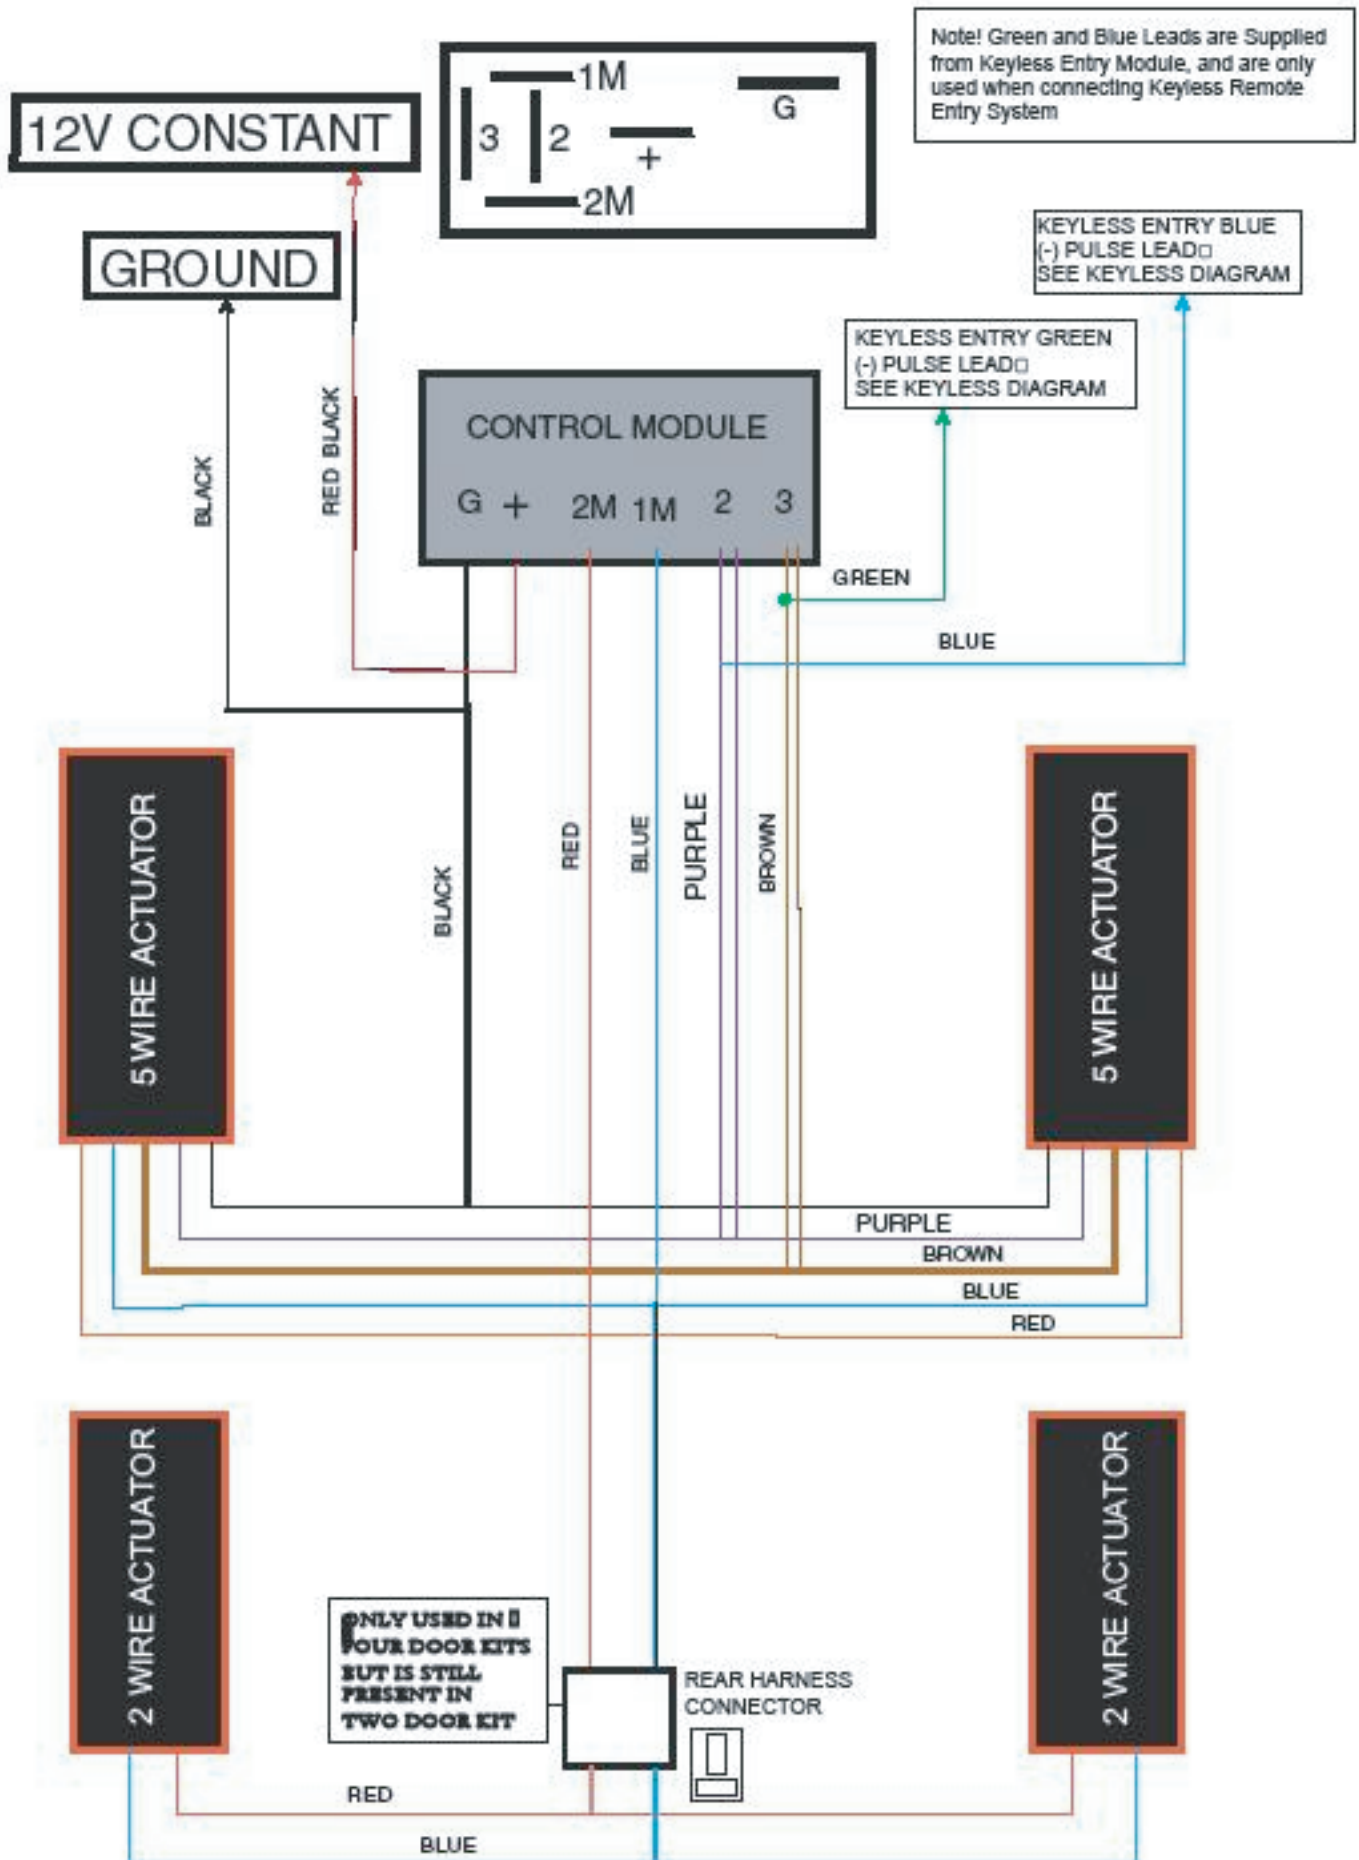 Note! Green and Blue Leads are Supplied
from Keyless Entry Module, and are only
used when connecting Keyless Remote
Entry System
1M
G
3
2
+
2M
12V CONSTANT
GROUND
KEYLESS ENTRY BLUE
(-) PULSE LEAD□
SEE KEYLESS DIAGRAM
KEYLESS ENTRY GREEN
(-) PULSE LEAD□
SEE KEYLESS DIAGRAM
BLACK
RED BLACK
CONTROL MODULE
G + 2M 1M 2 3
GREEN
BLUE
5 WIRE ACTUATOR
BLACK
RED
BLUE
PURPLE
BROWN
5 WIRE ACTUATOR
PURPLE
BROWN
BLUE
RED
2 WIRE ACTUATOR
ONLY USED IN
FOUR DOOR KITS
BUT IS STILL
PRESENT IN
TWO DOOR KIT
REAR HARNESS
CONNECTOR
2 WIRE ACTUATOR
RED
BLUE